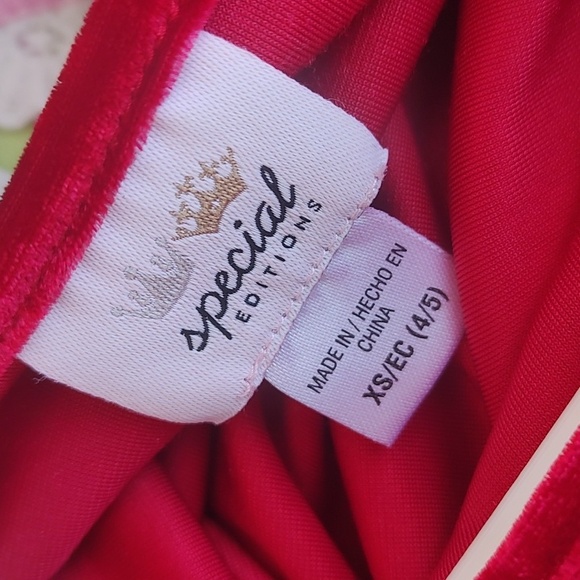 special
EDITIONS
MADE IN / HECHO EN
CHINA
XS/EC (4/5)